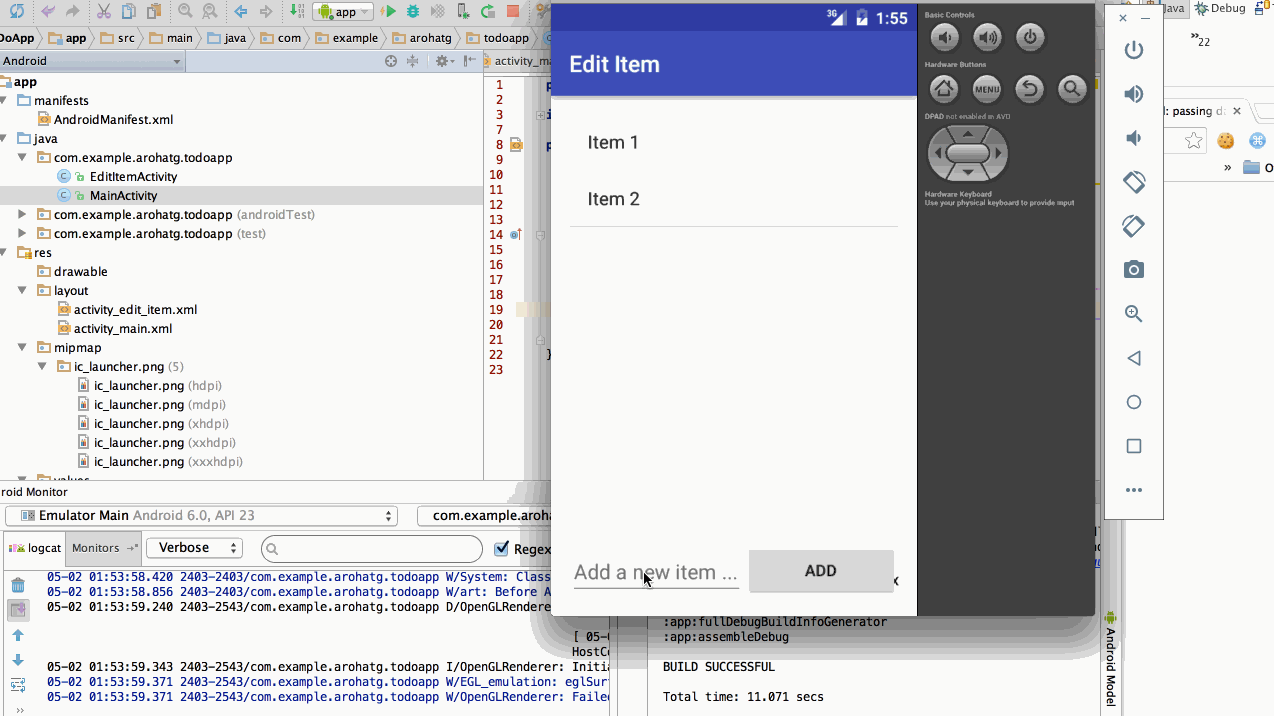 app
1:55
3G
Basic Controls
Java
Debug
DoApp
app
src
main
java
com
example
arohatg
todoapp
22
Edit Item
Hardware Buttons
Android
activity_ma
MENU
app
manifests
AndroidManifest.xml
java
com.example.arohatg.todoapp
EditItemActivity
MainActivity
com.example.arohatg.todoapp (androidTest)
com.example.arohatg.todoapp (test)
res
drawable
layout
activity_edit_item.xml
activity_main.xml
mipmap
ic_launcher.png (5)
ic_launcher.png (hdpi)
ic_launcher.png (mdpi)
ic_launcher.png (xhdpi)
ic_launcher.png (xxhdpi)
ic_launcher.png (xxxhdpi)
values
1
2
3
7
8
9
10
11
12
13
14
15
16
17
18
19
20
21
22
23
Item 1
Item 2
Add a new item ...
ADD
x
DPAD not enabled in AVD
Hardware Keyboard
Use your physical keyboard to provide input
l: passing d
roid Monitor
Emulator Main Android 6.0, API 23
com.example.aroha
logcat
Monitors
Verbose
Regex
05-02 01:53:58.420 2403-2403/com.example.arohatg.todoapp W/System: Class
05-02 01:53:58.856 2403-2403/com.example.arohatg.todoapp W/art: Before A
05-02 01:53:59.240 2403-2543/com.example.arohatg.todoapp D/OpenGLRendere
[ 05-0
HostCo
05-02 01:53:59.343 2403-2543/com.example.arohatg.todoapp I/OpenGLRenderer: Initia
05-02 01:53:59.371 2403-2543/com.example.arohatg.todoapp W/EGL_emulation: eglSur
05-02 01:53:59.371 2403-2543/com.example.arohatg.todoapp W/OpenGLRenderer: Failed
:app:fullDebugBuildInfoGenerator
:app:assembleDebug
BUILD SUCCESSFUL
Total time: 11.071 secs
Android Model